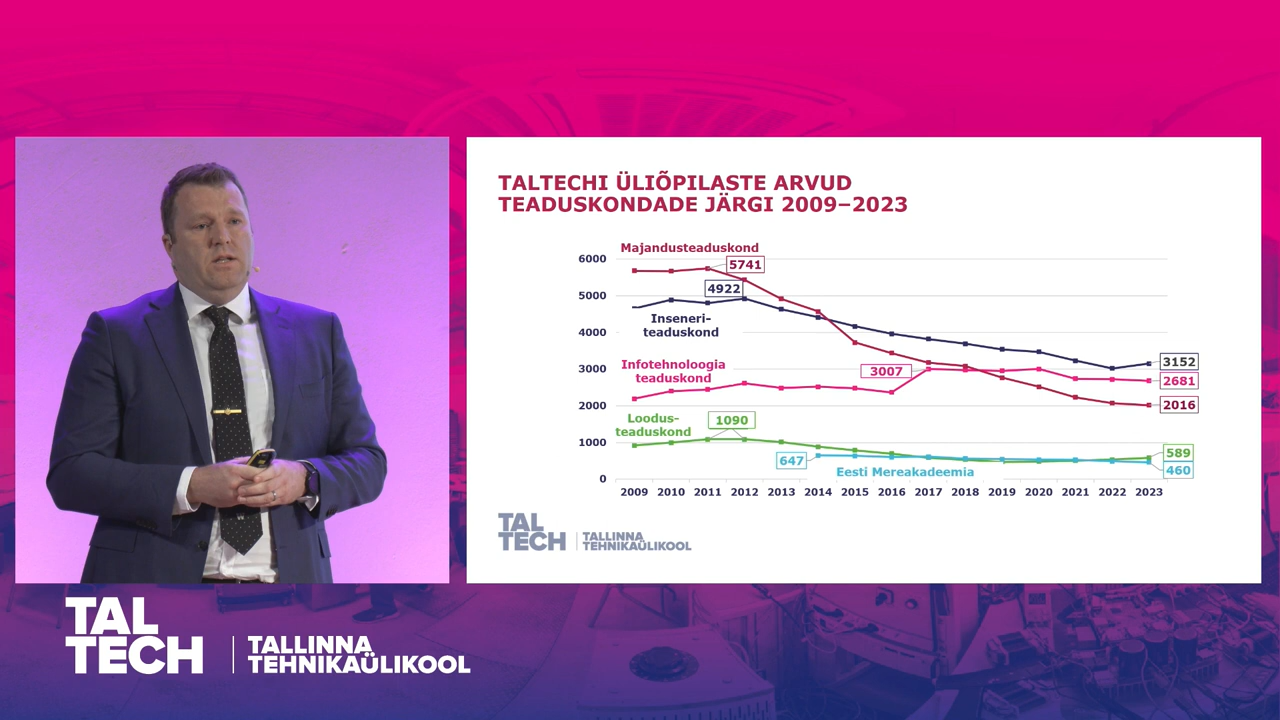 TALTECHI ÜLIÕPILASTE ARVUD
TEADUSKONDADE JÄRGI 2009–2023
Majandusteaduskond
6000
5741
5000
4922
Inseneri-
teaduskond
4000
Infotehnoloogia
teaduskond
3000
3007
3152
2681
2000
2016
Loodus-
teaduskond
1090
1000
647
Eesti Mereakadeemia
589
460
0
2009 2010 2011 2012 2013 2014 2015 2016 2017 2018 2019 2020 2021 2022 2023
TAL
TECH
TALLINNA
TEHNIKAÜLIKOOL
TAL
TECH
TALLINNA
TEHNIKAÜLIKOOL